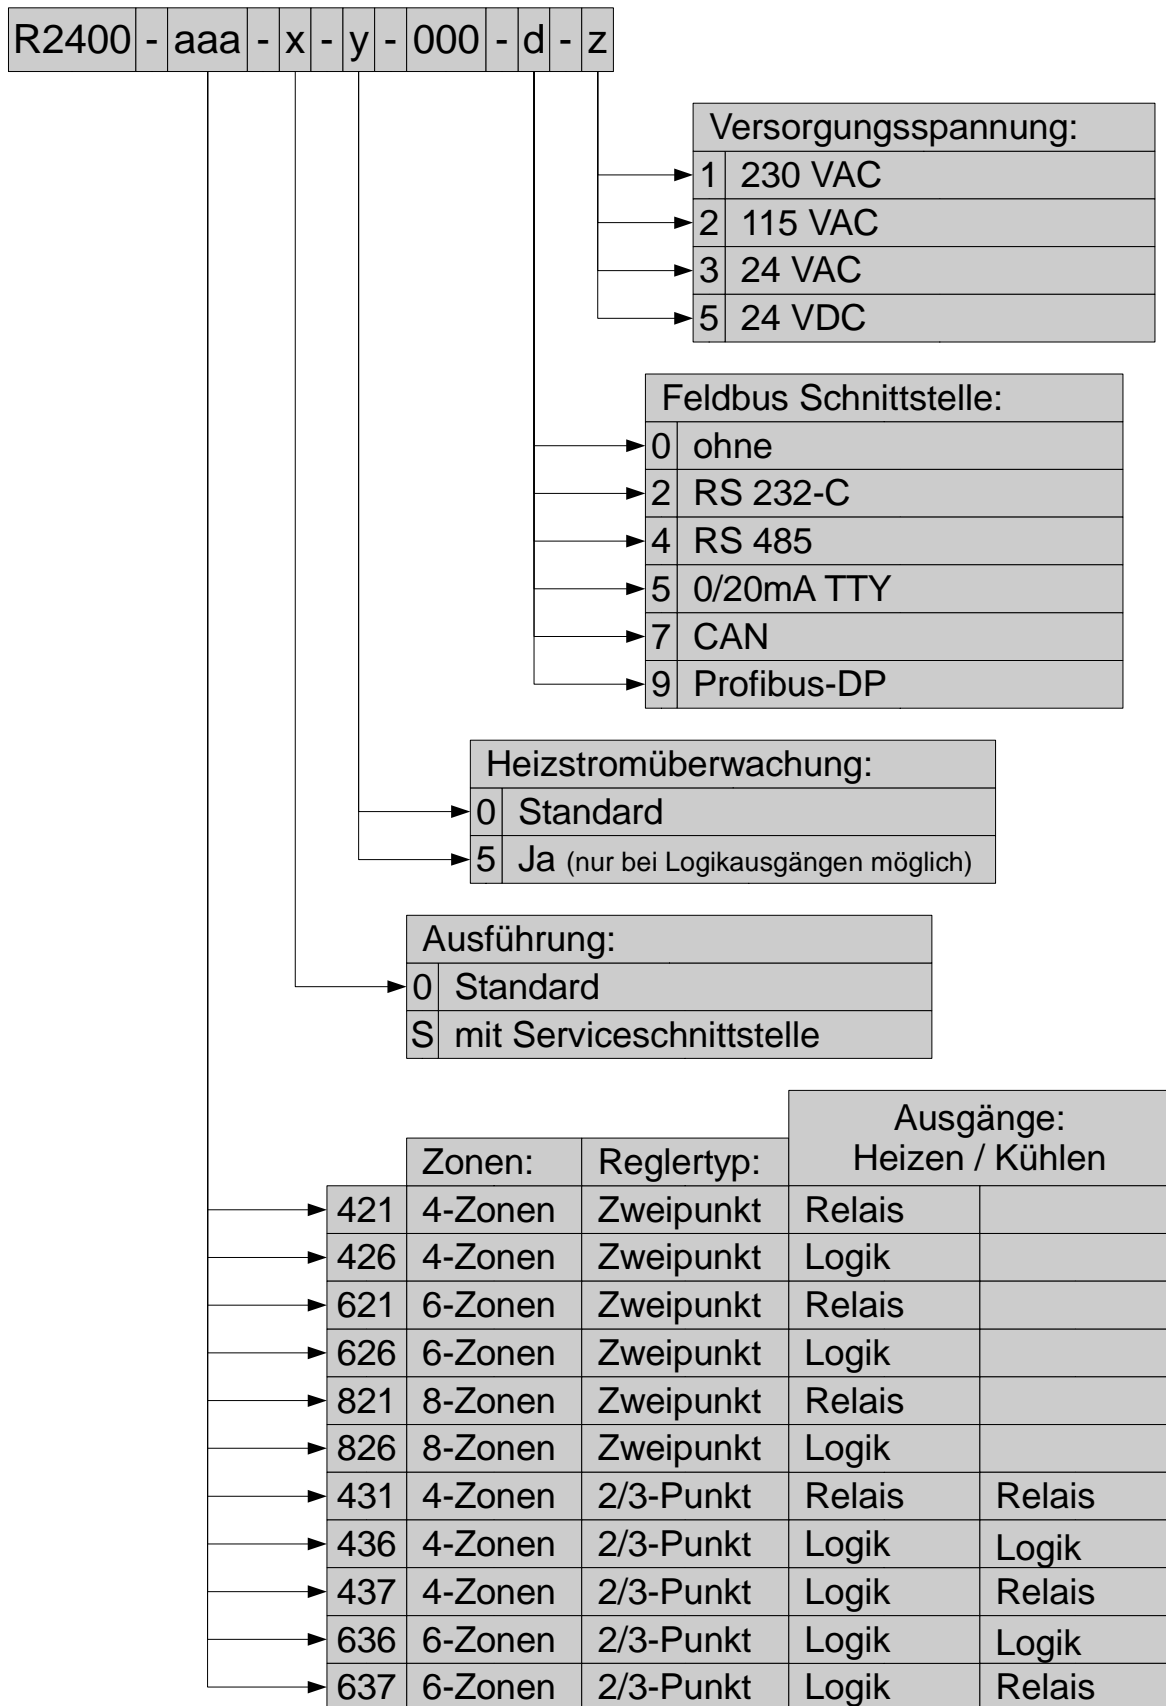 R2400 - aaa - x - y - 000 - d - z
Versorgungsspannung:
1 230 VAC
2 115 VAC
3 24 VAC
5 24 VDC
Feldbus Schnittstelle:
0 ohne
2 RS 232-C
4 RS 485
5 0/20mA TTY
7 CAN
9 Profibus-DP
Heizstromüberwachung:
0 Standard
5 Ja (nur bei Logikausgängen möglich)
Ausführung:
0 Standard
S mit Serviceschnittstelle
Ausgänge:
Zonen: Reglertyp: Heizen / Kühlen
421 4-Zonen Zweipunkt Relais
426 4-Zonen Zweipunkt Logik
621 6-Zonen Zweipunkt Relais
626 6-Zonen Zweipunkt Logik
821 8-Zonen Zweipunkt Relais
826 8-Zonen Zweipunkt Logik
431 4-Zonen 2/3-Punkt Relais Relais
436 4-Zonen 2/3-Punkt Logik Logik
437 4-Zonen 2/3-Punkt Logik Relais
636 6-Zonen 2/3-Punkt Logik Logik
637 6-Zonen 2/3-Punkt Logik Relais